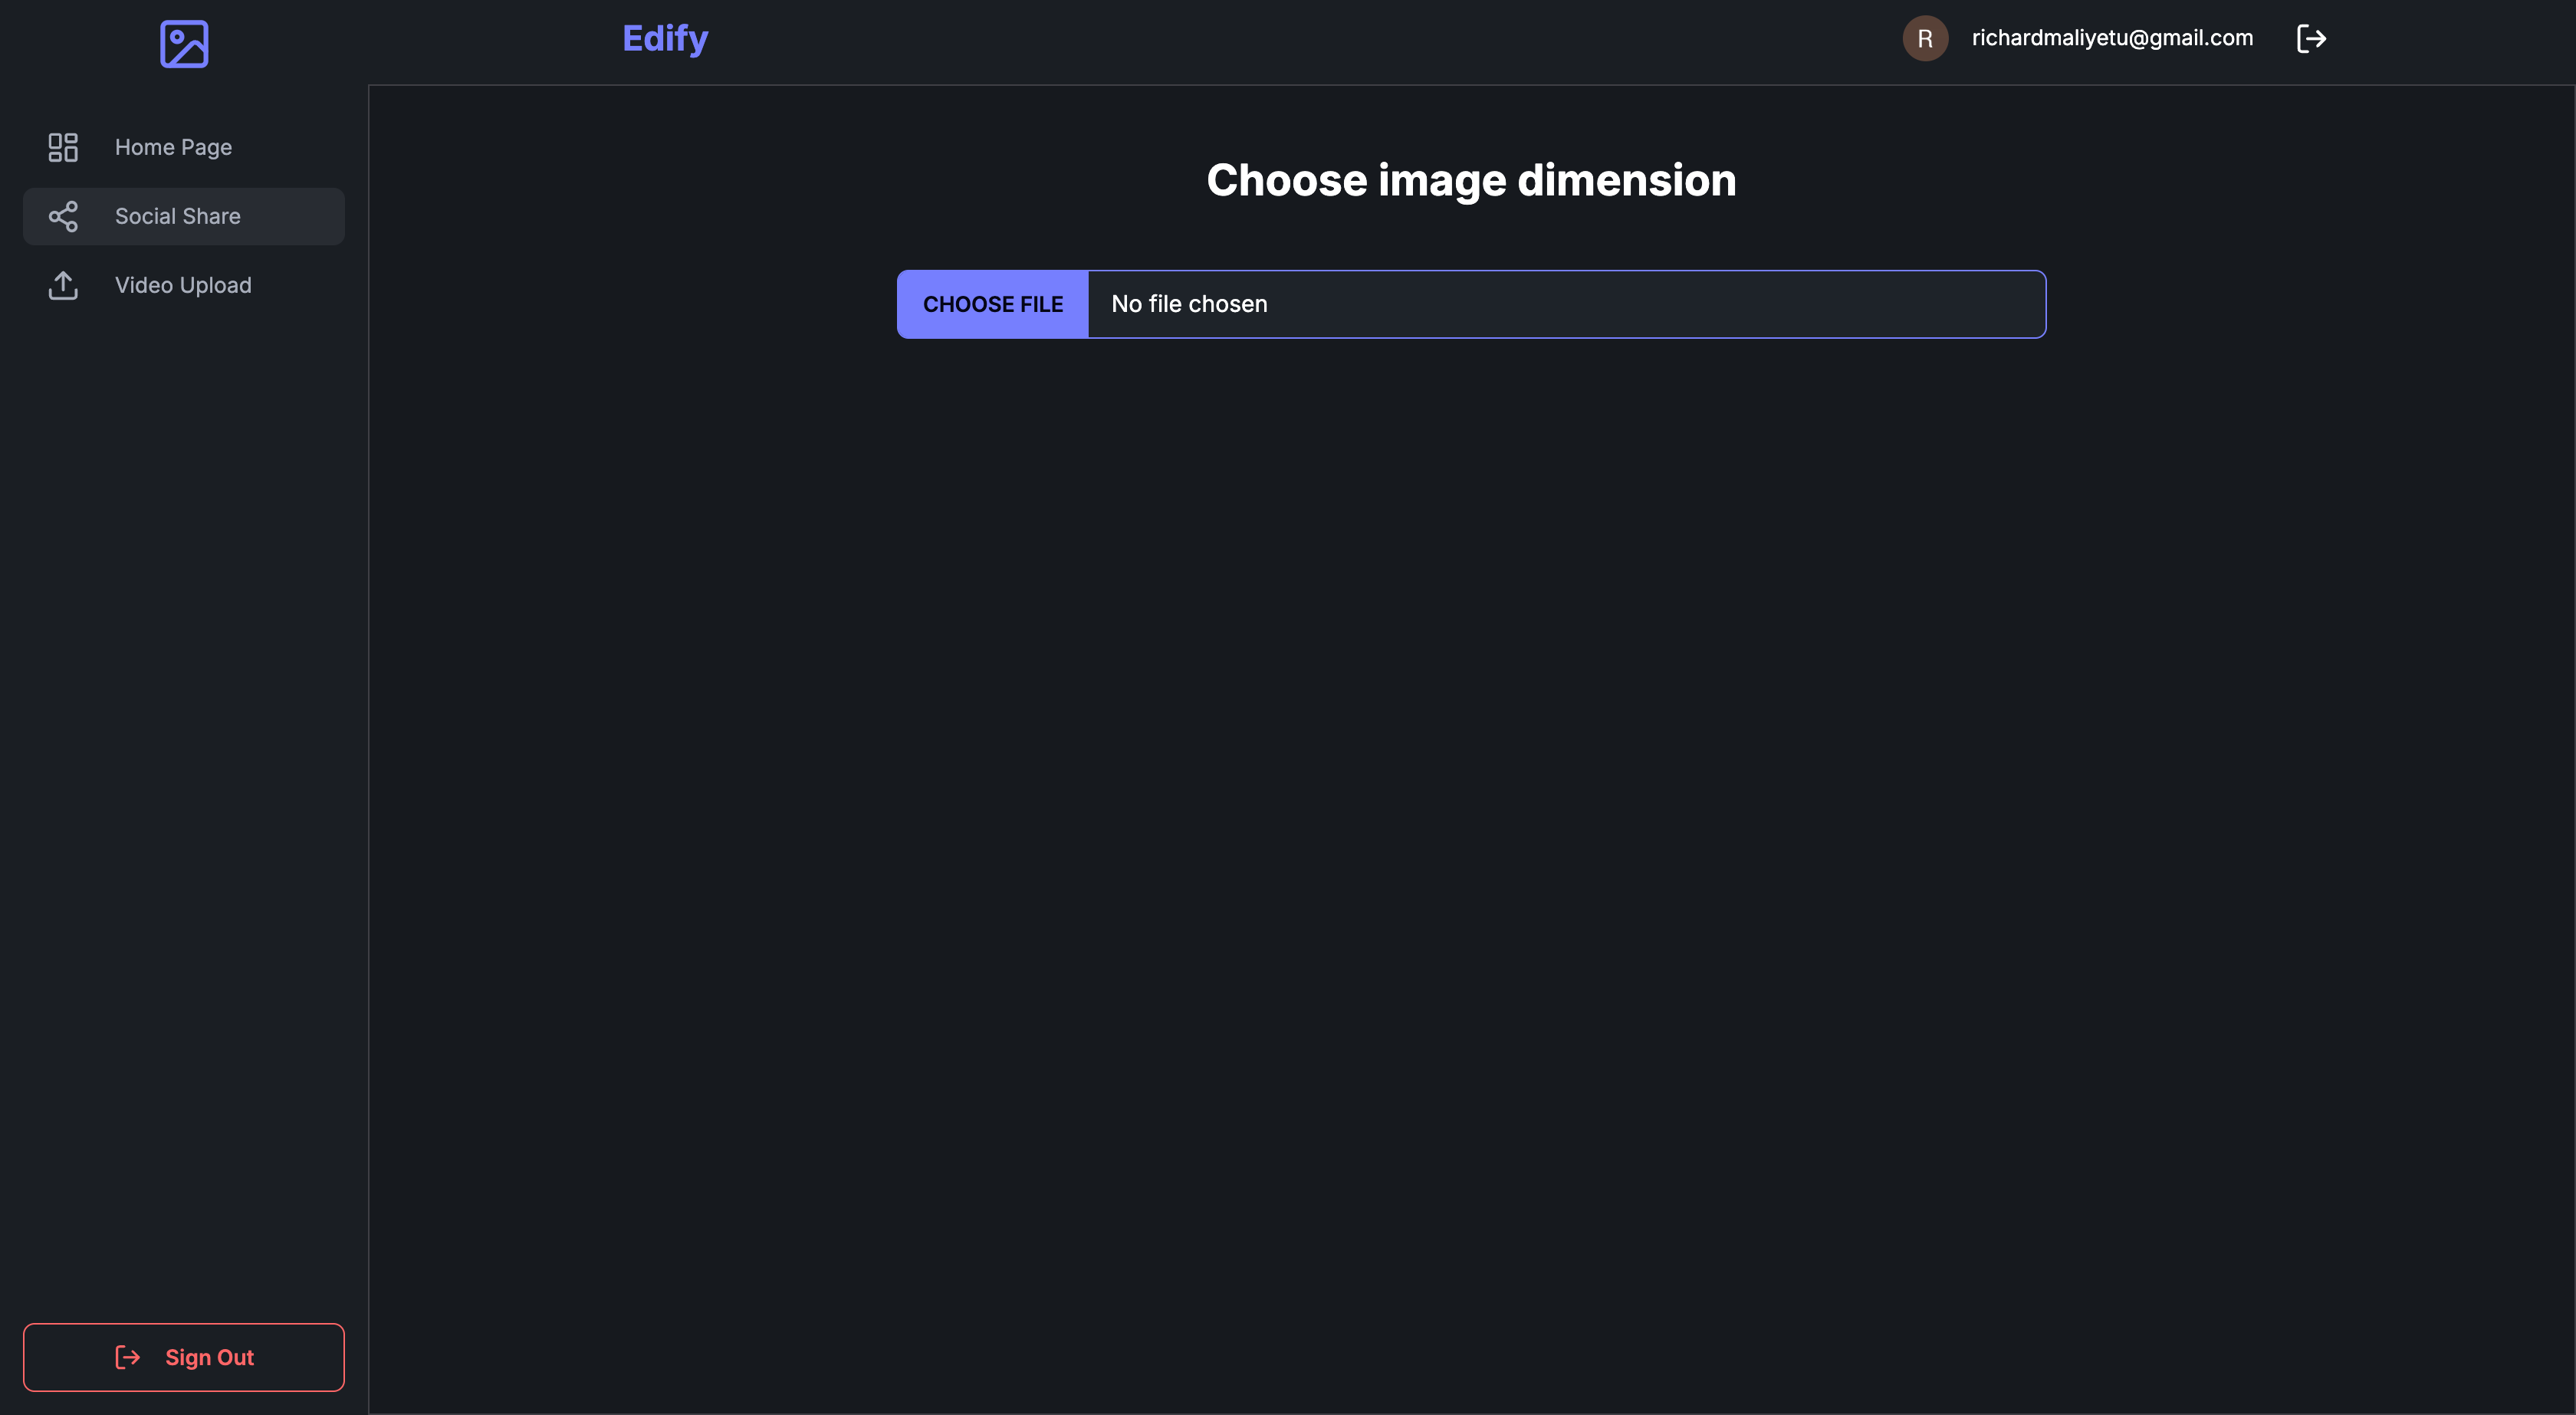 Edify
R
richardmaliyetu@gmail.com
Home Page
Social Share
Video Upload
Choose image dimension
CHOOSE FILE
No file chosen
Sign Out